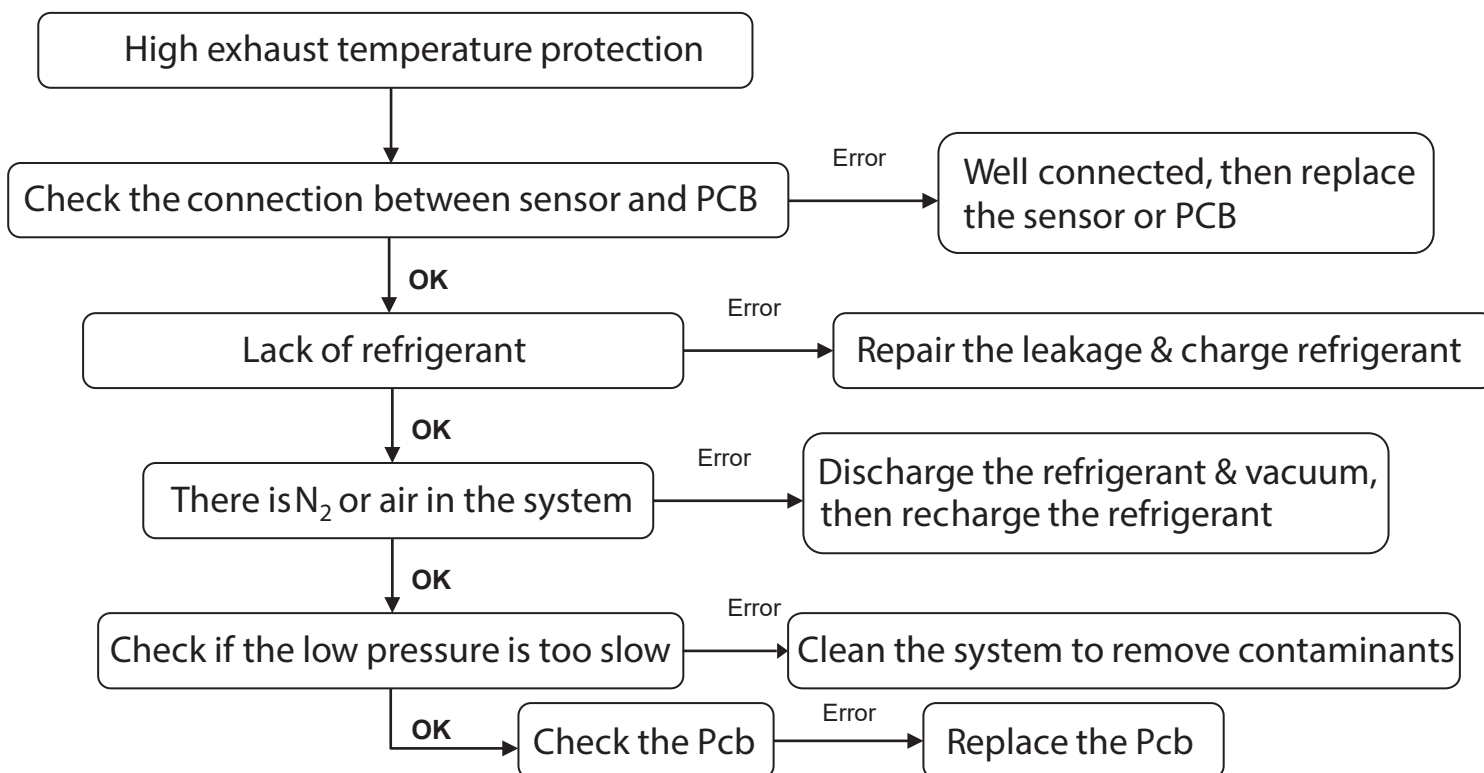 High exhaust temperature protection
Check the connection between sensor and PCB
Error
Well connected, then replace
the sensor or PCB
OK
Lack of refrigerant
Error
Repair the leakage & charge refrigerant
OK
There is N₂ or air in the system
Error
Discharge the refrigerant & vacuum,
then recharge the refrigerant
OK
Check if the low pressure is too slow
Error
Clean the system to remove contaminants
OK
Check the Pcb
Error
Replace the Pcb